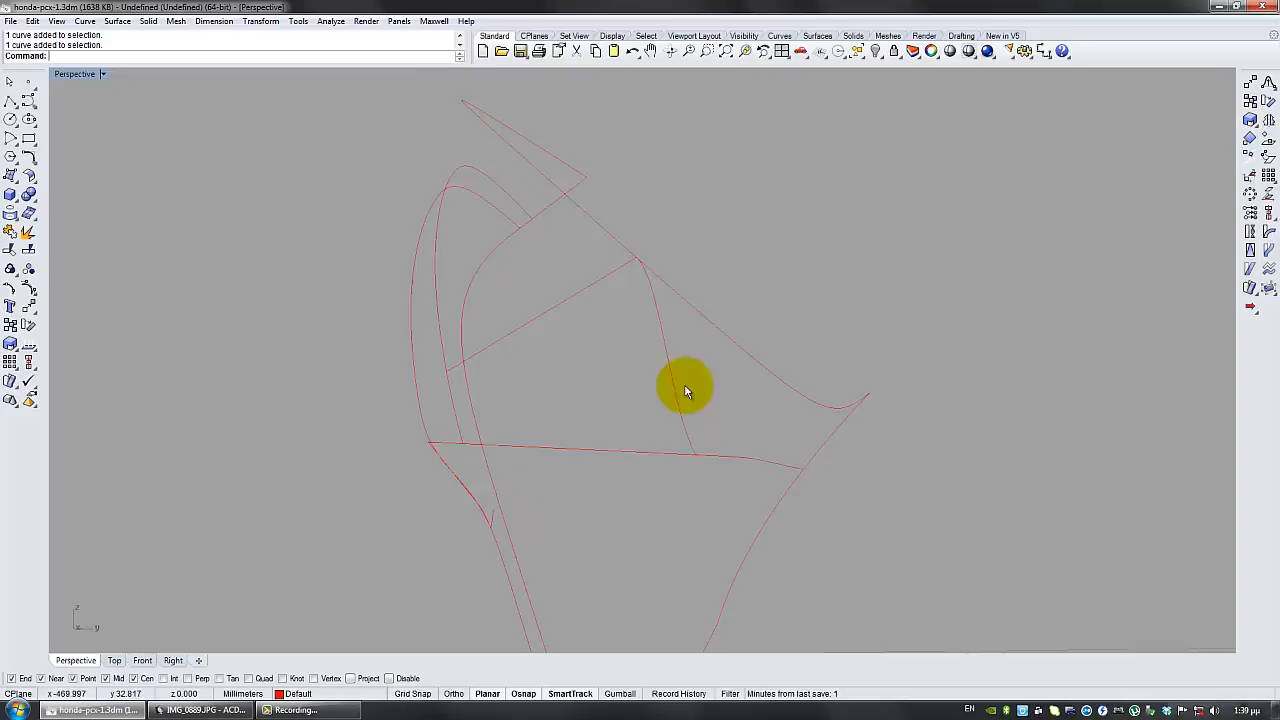 honda-pcx-1.3dm (1638 KB) - Undefined (Undefined) (64-bit) - [Perspective]
File Edit View Curve Surface Solid Mesh Dimension Transform Tools Analyze Render Panels Maxwell Help
1 curve added to selection.
1 curve added to selection.
Command:
Standard CPlanes Set View Display Select Viewport Layout Visibility Curves Surfaces Solids Meshes Render Drafting New in V5
Perspective
z
x y
Perspective Top Front Right
End Near Point Mid Cen Int Perp Tan Quad Knot Vertex Project Disable
CPlane x -469.997 y 32.817 z 0.000 Millimeters Default Grid Snap Ortho Planar Osnap SmartTrack Gumball Record History Filter Minutes from last save: 1
honda-pcx-1.3dm (1... IMG_0889.JPG - ACD... Recording... EN 1:39 μμ